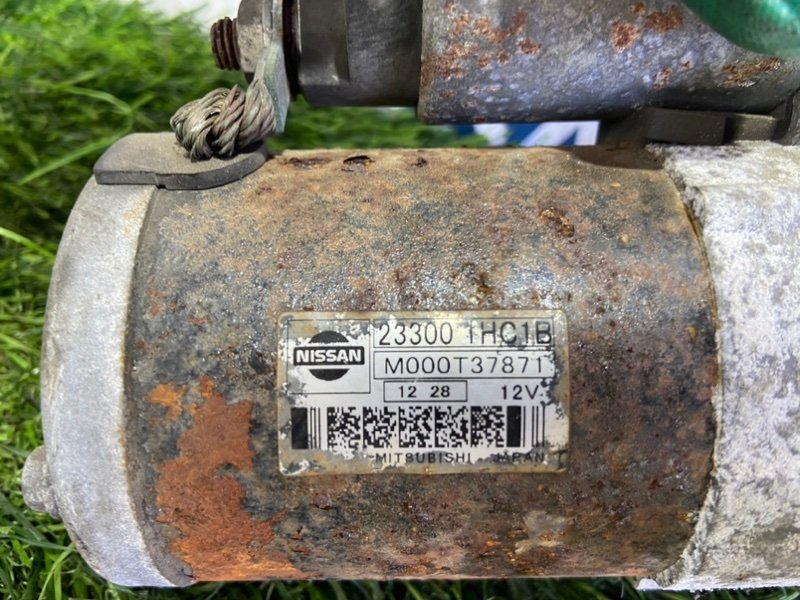 NISSAN
23300 1HC1B
M000T37871
12 28 12V
MITSUBISHI JAPAN